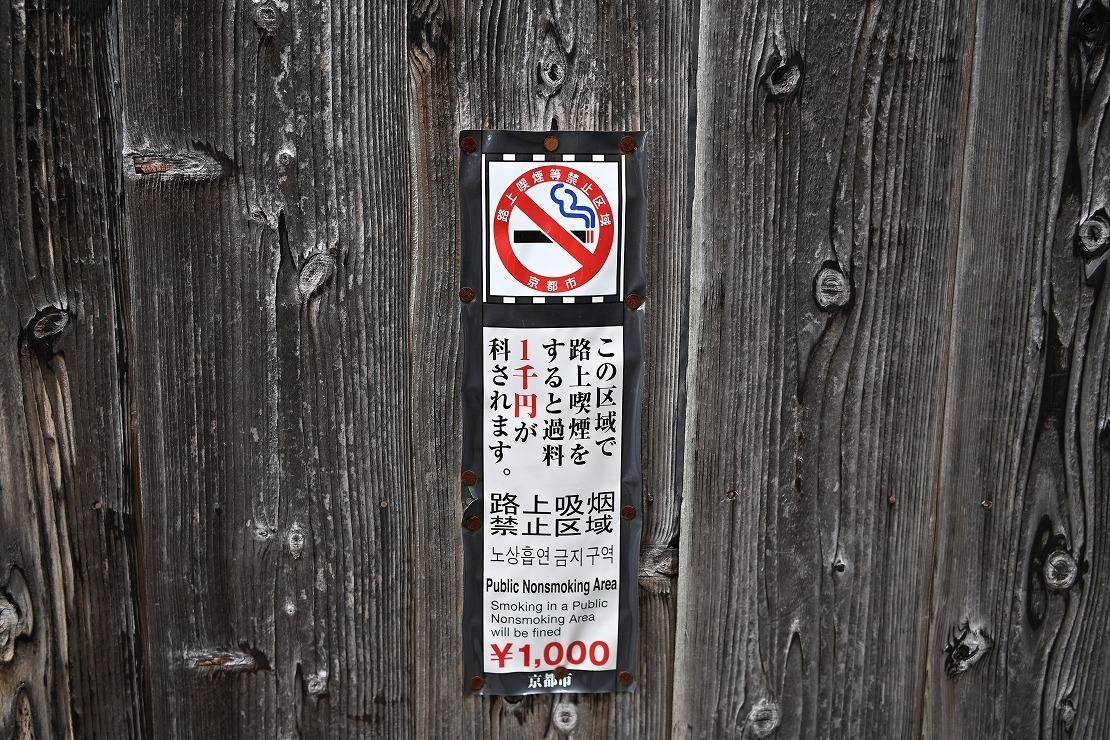 路上喫煙等禁止区域
京都市
この区域で
路上喫煙を
すると過料
1千円が
科されます。
路上吸烟
禁止区域
노상흡연 금지 구역
Public Nonsmoking Area
Smoking in a Public
Nonsmoking Area
will be fined
¥1,000
京都市